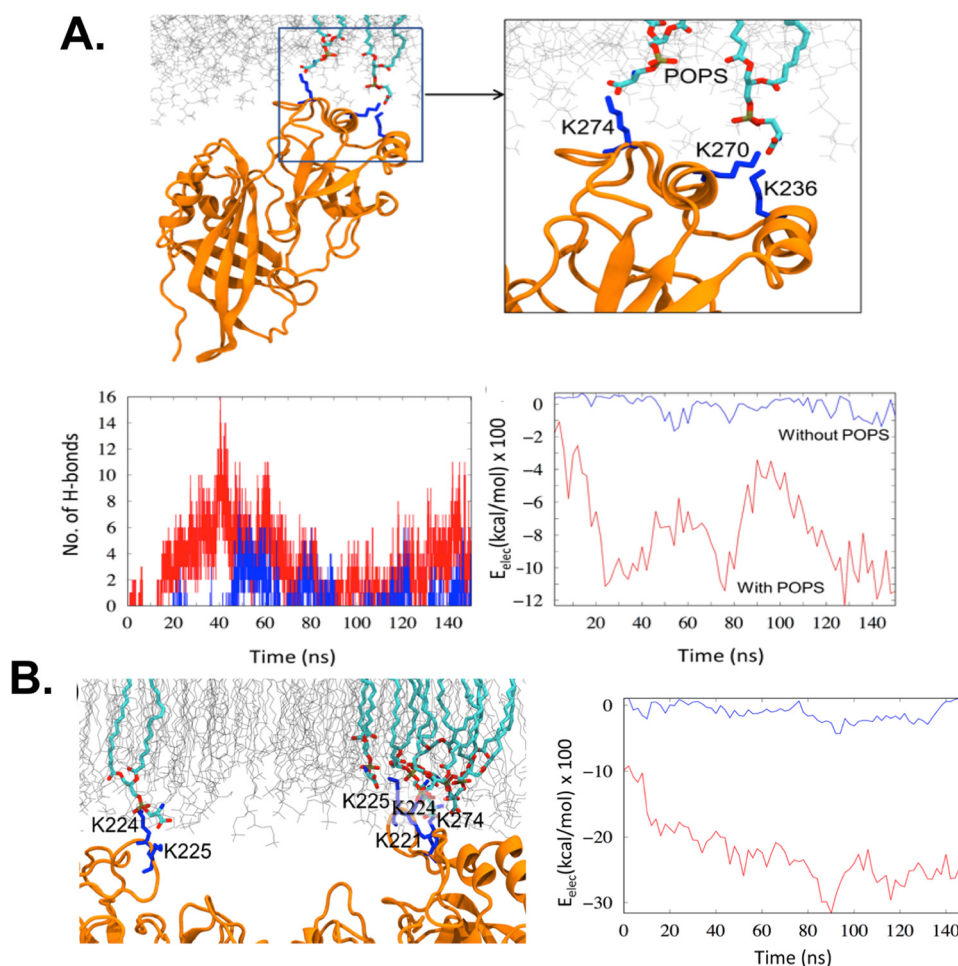 A.
POPS
K274
K270
K236
16
14
12
10
8
6
4
2
0
No. of H-bonds
0 20 40 60 80 100 120 140
Time (ns)
0
−2
−4
−6
−8
−10
−12
E elec (kcal/mol) x 100
Without POPS
With POPS
20 40 60 80 100 120 140
Time (ns)
B.
K224
K225
K225
K224
K274
K221
0
−10
−20
−30
E elec (kcal/mol) x 100
0 20 40 60 80 100 120 140
Time (ns)